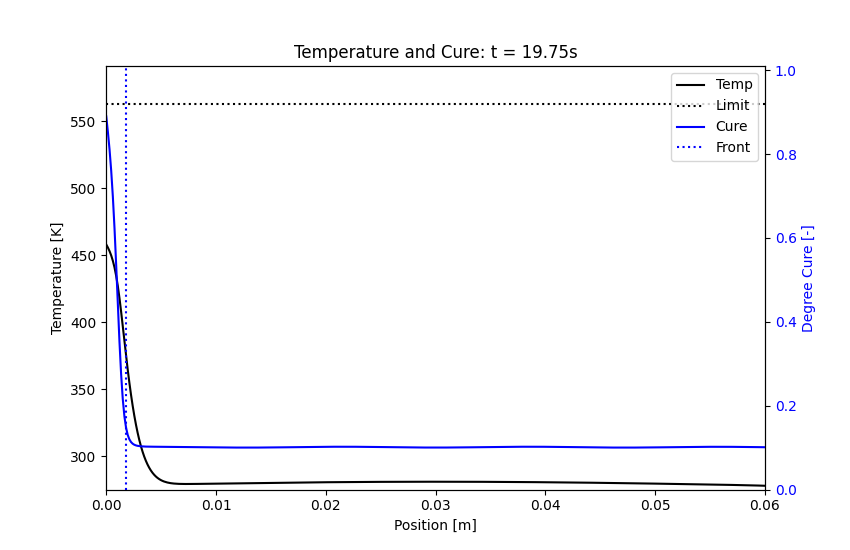 Temperature and Cure: t = 19.75s
Temp
Limit
Cure
Front
550
500
450
400
350
300
Temperature [K]
1.0
0.8
0.6
0.4
0.2
0.0
Degree Cure [-]
0.00 0.01 0.02 0.03 0.04 0.05 0.06
Position [m]